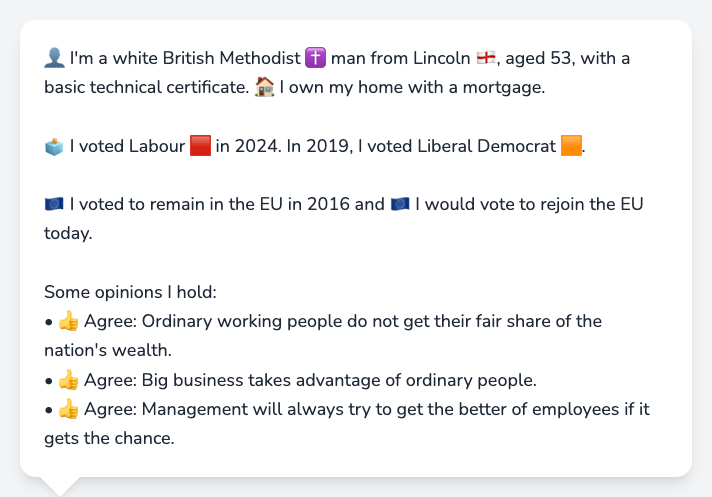 👤 I'm a white British Methodist ✝️ man from Lincoln 🏴󠁧󠁢󠁥󠁮󠁧󠁿, aged 53, with a
basic technical certificate. 🏠 I own my home with a mortgage.
🗳️ I voted Labour 🟥 in 2024. In 2019, I voted Liberal Democrat 🟧.
🇪🇺 I voted to remain in the EU in 2016 and 🇪🇺 I would vote to rejoin the EU
today.
Some opinions I hold:
• 👍 Agree: Ordinary working people do not get their fair share of the
nation's wealth.
• 👍 Agree: Big business takes advantage of ordinary people.
• 👍 Agree: Management will always try to get the better of employees if it
gets the chance.